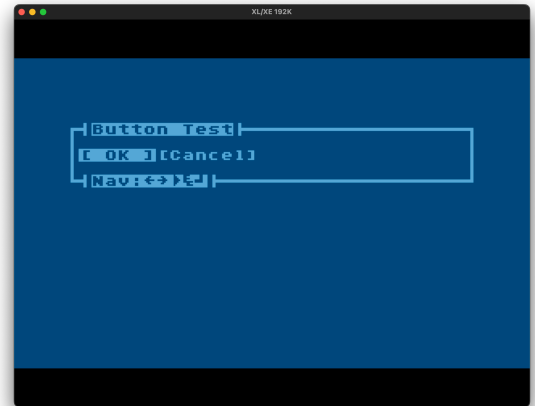 XL/XE 192K
Button Test
[ OK ] [Cancel]
Nav:←→